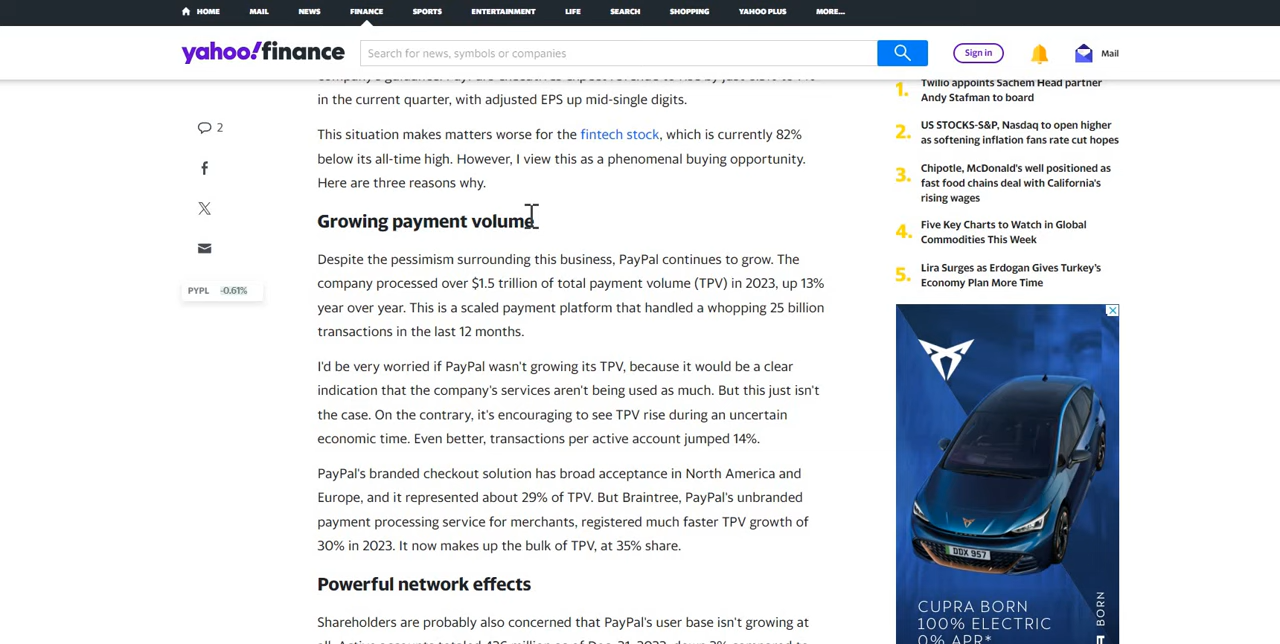 HOME MAIL NEWS FINANCE SPORTS ENTERTAINMENT LIFE SEARCH SHOPPING YAHOO PLUS MORE...
yahoo!finance
Search for news, symbols or companies
Sign in
Mail
in the current quarter, with adjusted EPS up mid-single digits.
This situation makes matters worse for the fintech stock, which is currently 82%
below its all-time high. However, I view this as a phenomenal buying opportunity.
Here are three reasons why.
Growing payment volume
Despite the pessimism surrounding this business, PayPal continues to grow. The
company processed over $1.5 trillion of total payment volume (TPV) in 2023, up 13%
year over year. This is a scaled payment platform that handled a whopping 25 billion
transactions in the last 12 months.
I'd be very worried if PayPal wasn't growing its TPV, because it would be a clear
indication that the company's services aren't being used as much. But this just isn't
the case. On the contrary, it's encouraging to see TPV rise during an uncertain
economic time. Even better, transactions per active account jumped 14%.
PayPal's branded checkout solution has broad acceptance in North America and
Europe, and it represented about 29% of TPV. But Braintree, PayPal's unbranded
payment processing service for merchants, registered much faster TPV growth of
30% in 2023. It now makes up the bulk of TPV, at 35% share.
Powerful network effects
Shareholders are probably also concerned that PayPal's user base isn't growing at
2
PYPL -0.61%
1. Twilio appoints Sachem Head partner
Andy Stafman to board
2. US STOCKS-S&P, Nasdaq to open higher
as softening inflation fans rate cut hopes
3. Chipotle, McDonald's well positioned as
fast food chains deal with California's
rising wages
4. Five Key Charts to Watch in Global
Commodities This Week
5. Lira Surges as Erdogan Gives Turkey's
Economy Plan More Time
DDX 957
CUPRA BORN
100% ELECTRIC
0% APR*
BORN